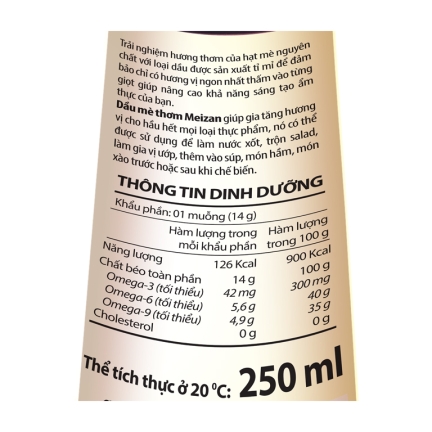 Trải nghiệm hương thơm của hạt mè nguyên
chất với loại dầu được sản xuất tỉ mỉ để đảm
bảo chỉ có hương vị ngon nhất thấm vào từng
giọt giúp nâng cao khả năng sáng tạo ẩm
thực của bạn.
Dầu mè thơm Meizan giúp gia tăng hương
vị cho hầu hết mọi loại thực phẩm, nó có thể
được sử dụng để làm nước xốt, trộn salad,
làm gia vị ướp, thêm vào súp, món hầm, món
xào trước hoặc sau khi chế biến.
THÔNG TIN DINH DƯỠNG
Khẩu phần: 01 muỗng (14 g)
Hàm lượng trong mỗi khẩu phần Hàm lượng trong 100 g
Năng lượng 126 Kcal 900 Kcal
Chất béo toàn phần 14 g 100 g
Omega-3 (tối thiểu) 42 mg 300 mg
Omega-6 (tối thiểu) 5,6 g 40 g
Omega-9 (tối thiểu) 4,9 g 35 g
Cholesterol 0 g 0 g
Thể tích thực ở 20 ⁰C: 250 ml